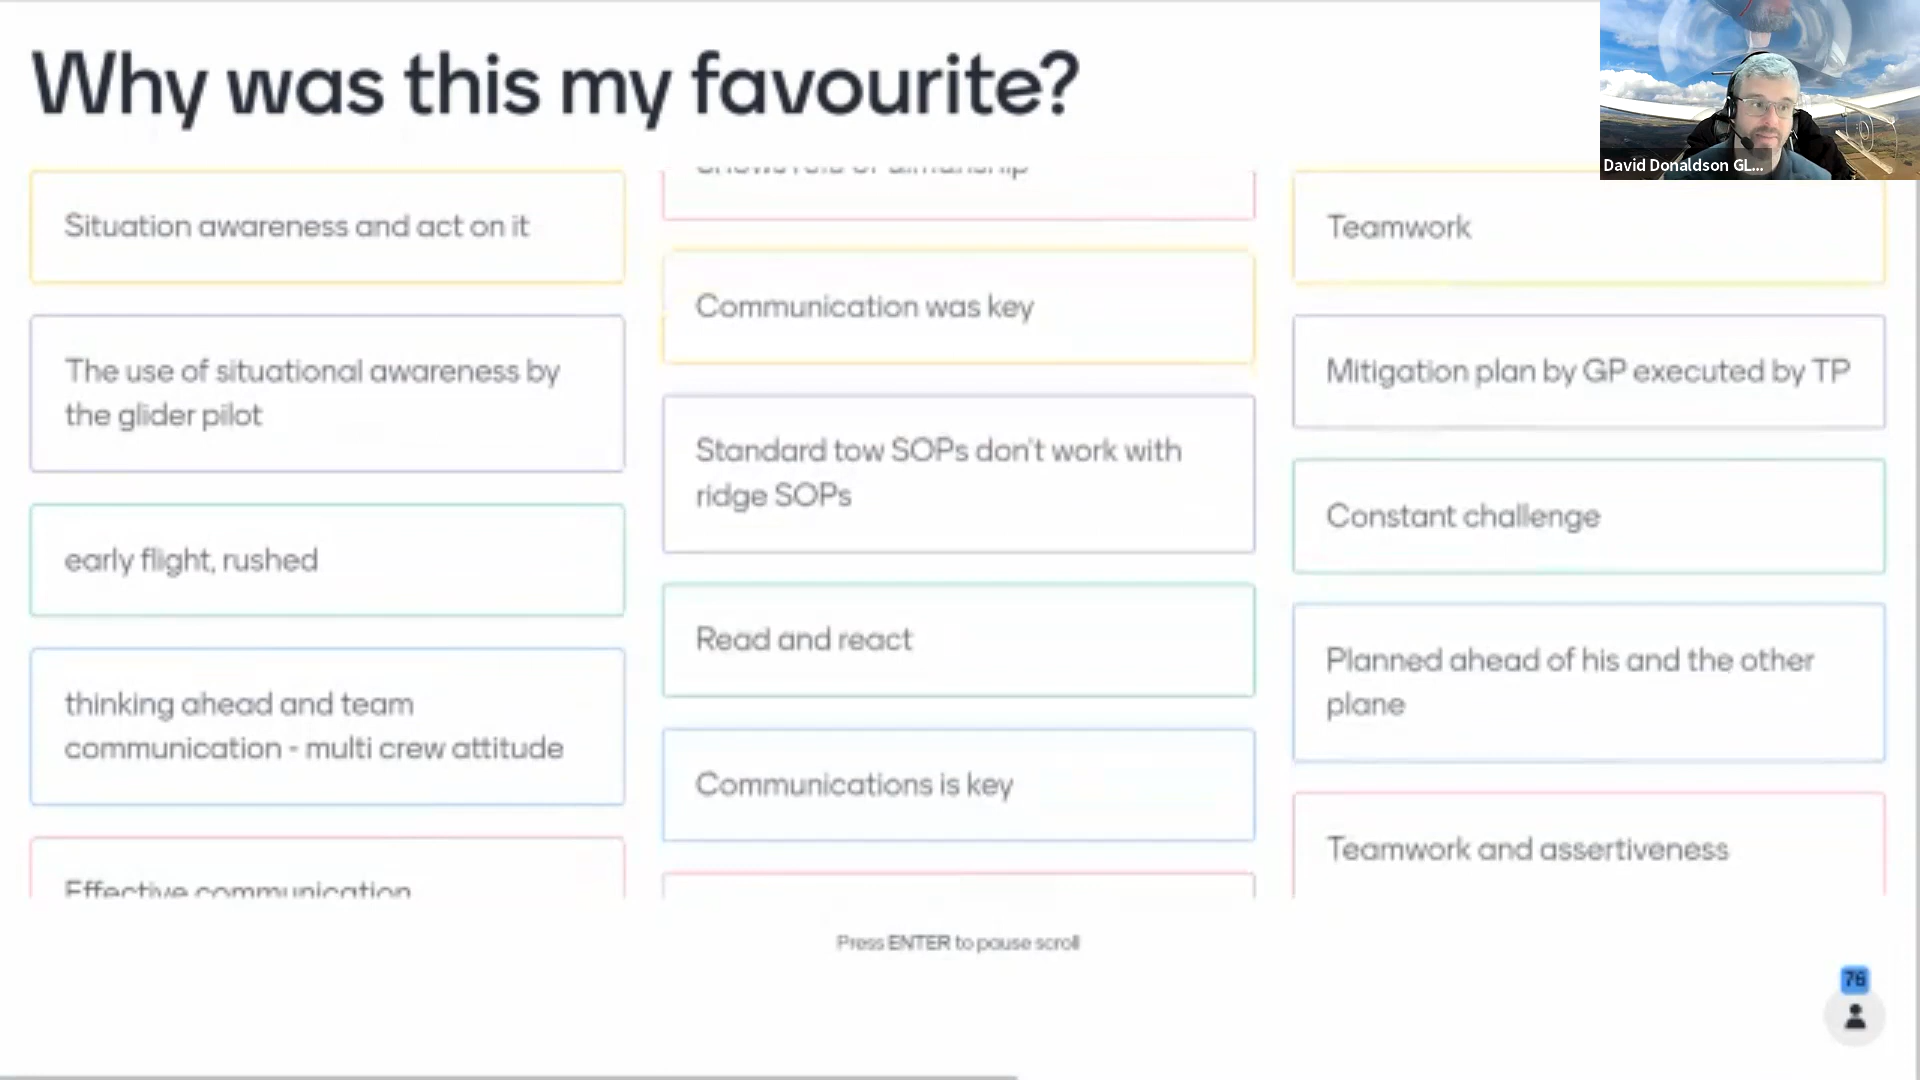 Why was this my favourite?
David Donaldson GL...
Situation awareness and act on it
The use of situational awareness by
the glider pilot
early flight, rushed
thinking ahead and team
communication - multi crew attitude
Effective communication
Communication was key
Standard tow SOPs don't work with
ridge SOPs
Read and react
Communications is key
Teamwork
Mitigation plan by GP executed by TP
Constant challenge
Planned ahead of his and the other
plane
Teamwork and assertiveness
Press ENTER to pause scroll
76